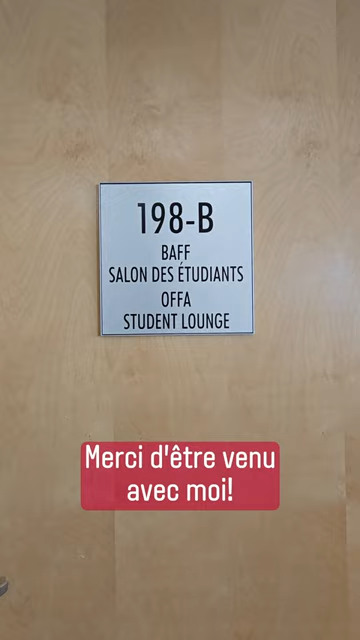 198-B
BAFF
SALON DES ÉTUDIANTS
OFFA
STUDENT LOUNGE
Merci d'être venu
avec moi!